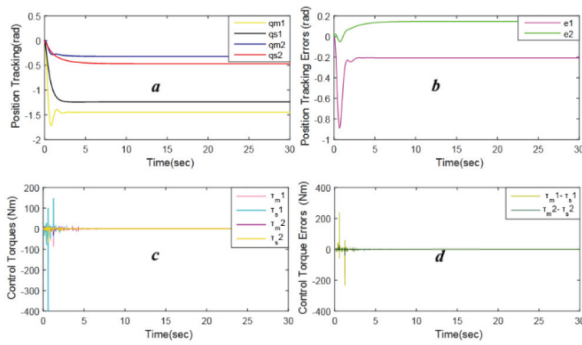 Position Tracking(rad)
0.5
0
-0.5
-1
-1.5
-2
0 5 10 15 20 25 30
Time(sec)
qm1
qs1
qm2
qs2
a
Position Tracking Errors (rad)
0.2
0
-0.2
-0.4
-0.6
-0.8
-1
0 5 10 15 20 25 30
Time(sec)
e1
e2
b
Control Torques (Nm)
200
100
0
-100
-200
-300
-400
0 5 10 15 20 25 30
Time(sec)
τm1
τs1
τm2
τs2
c
Control Torque Errors (Nm)
400
200
0
-200
-400
0 5 10 15 20 25 30
Time(sec)
τm1-τs1
τm2-τs2
d